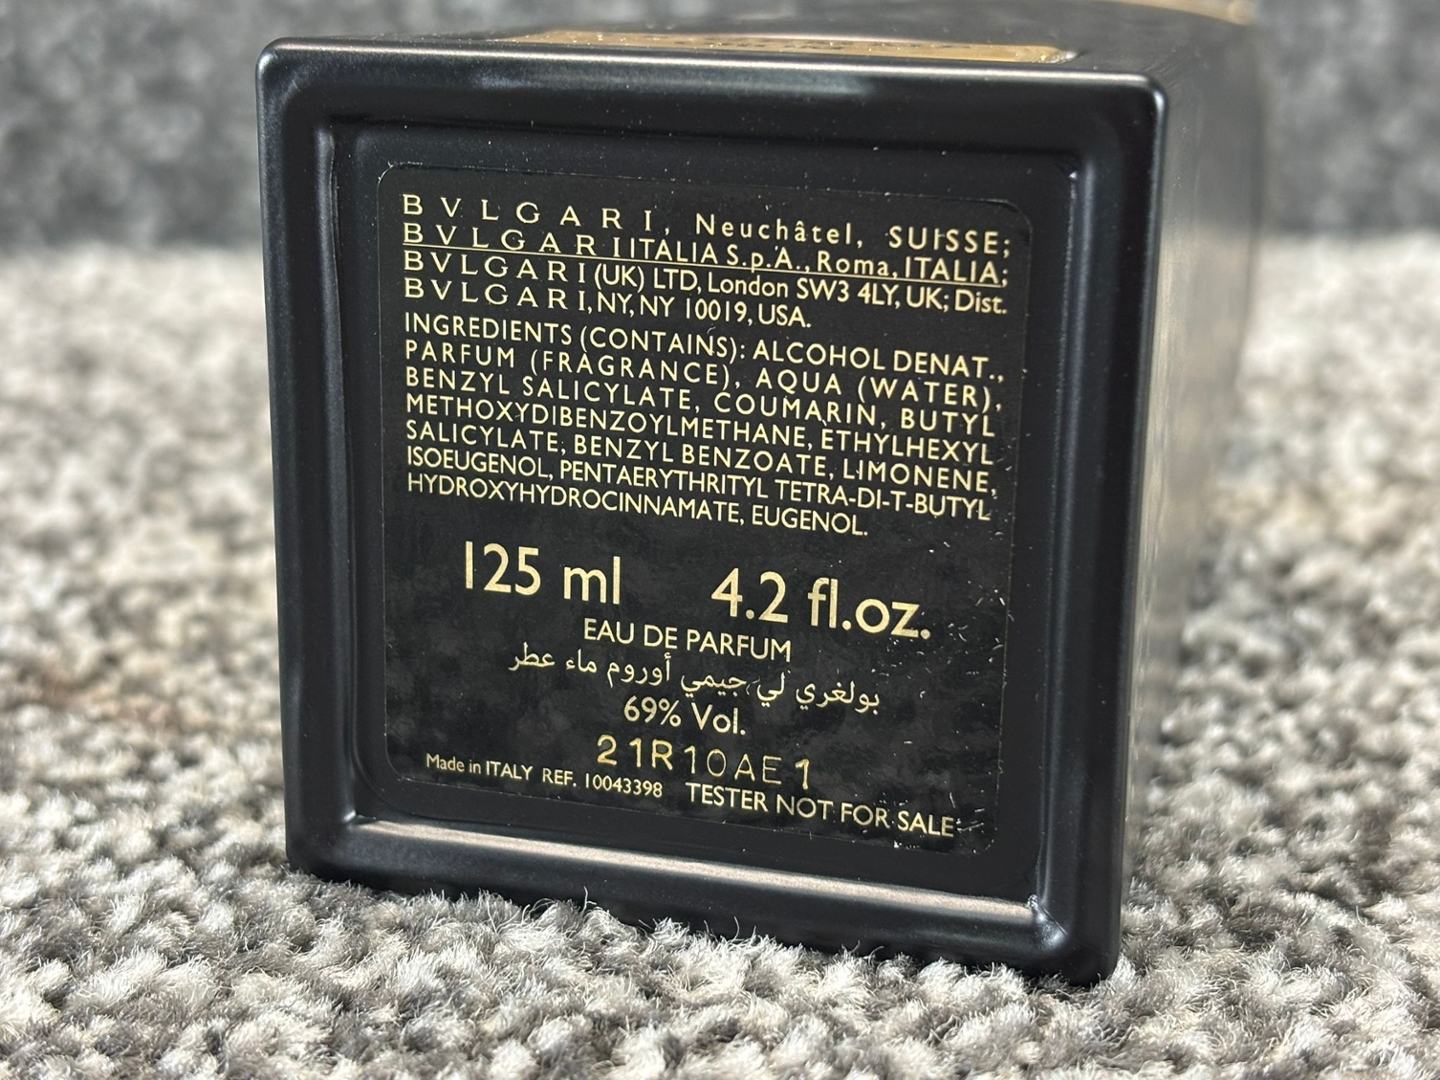 BVLGARI, Neuchâtel, SUISSE;
BVLGARI ITALIA S.p.A., Roma, ITALIA;
BVLGARI (UK) LTD, London SW3 4LY, UK; Dist.
BVLGARI, NY, NY 10019, USA.
INGREDIENTS (CONTAINS): ALCOHOL DENAT.,
PARFUM (FRAGRANCE), AQUA (WATER),
BENZYL SALICYLATE, COUMARIN, BUTYL
METHOXYDIBENZOYLMETHANE, ETHYLHEXYL
SALICYLATE, BENZYL BENZOATE, LIMONENE,
ISOEUGENOL, PENTAERYTHRITYL TETRA-DI-T-BUTYL
HYDROXYHYDROCINNAMATE, EUGENOL.
125 ml 4.2 fl.oz.
EAU DE PARFUM
بولغري لي جيمي أوروم ماء عطر
69% Vol.
21R10AE1
Made in ITALY REF. 10043398 TESTER NOT FOR SALE